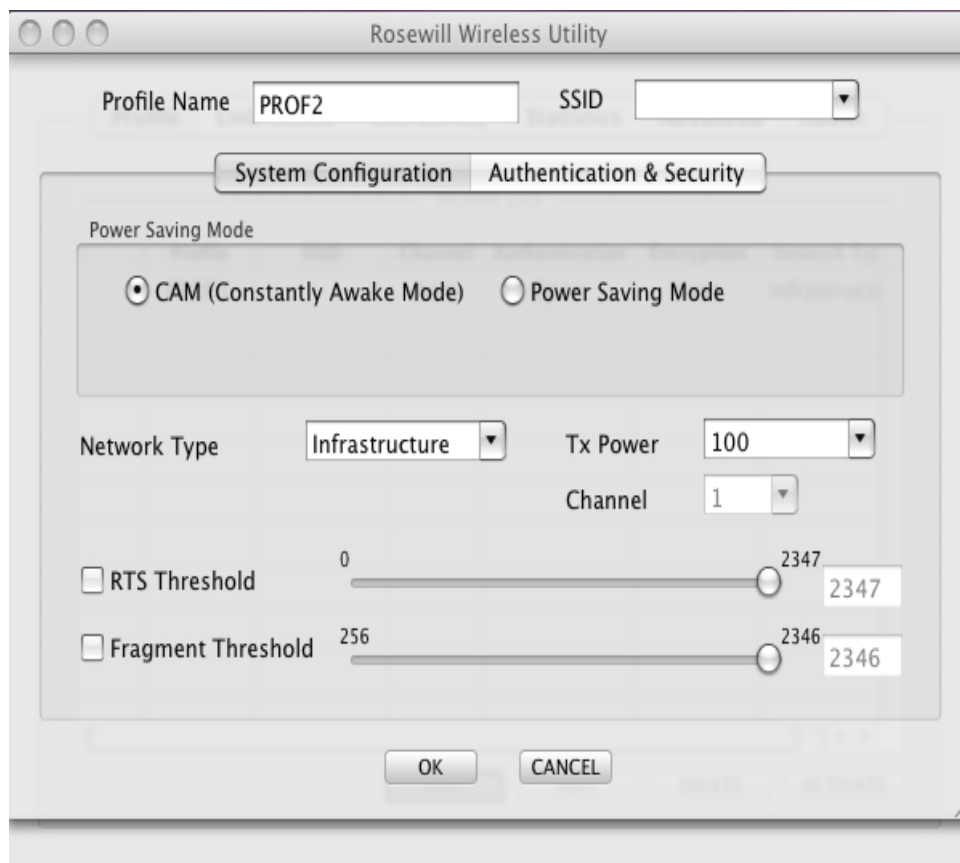 Rosewill Wireless Utility
Profile Name PROF2 SSID
System Configuration Authentication & Security
Power Saving Mode
CAM (Constantly Awake Mode) Power Saving Mode
Network Type Infrastructure Tx Power 100
Channel 1
RTS Threshold 0 2347 2347
Fragment Threshold 256 2346 2346
OK CANCEL